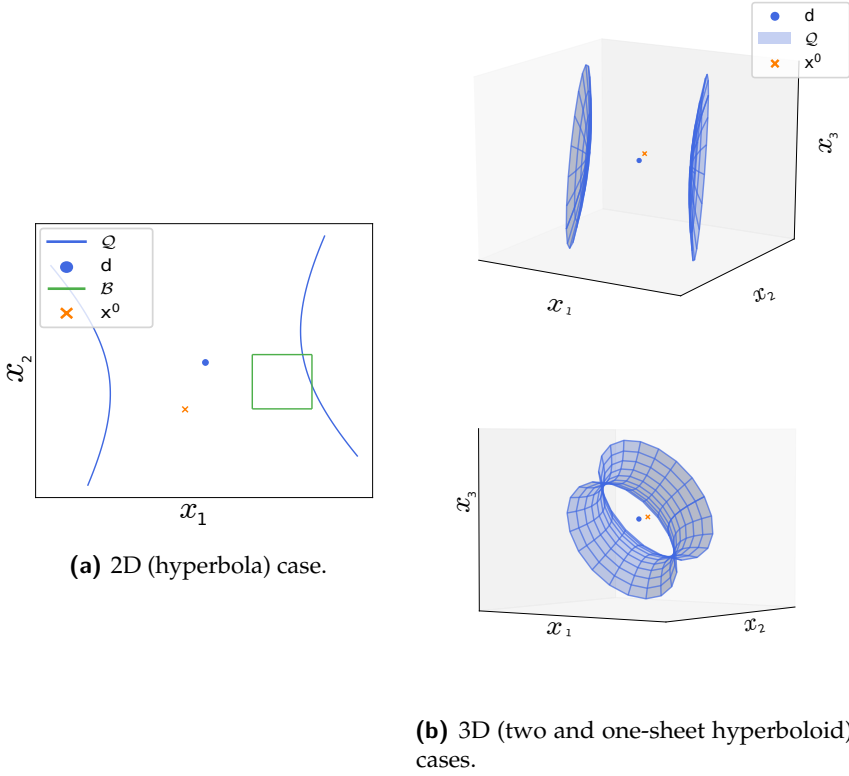 𝒬
d
ℬ
x⁰
x₂
x₁
(a) 2D (hyperbola) case.
d
𝒬
x⁰
x₃
x₂
x₁
x₃
x₁
x₂
(b) 3D (two and one-sheet hyperboloid)
cases.